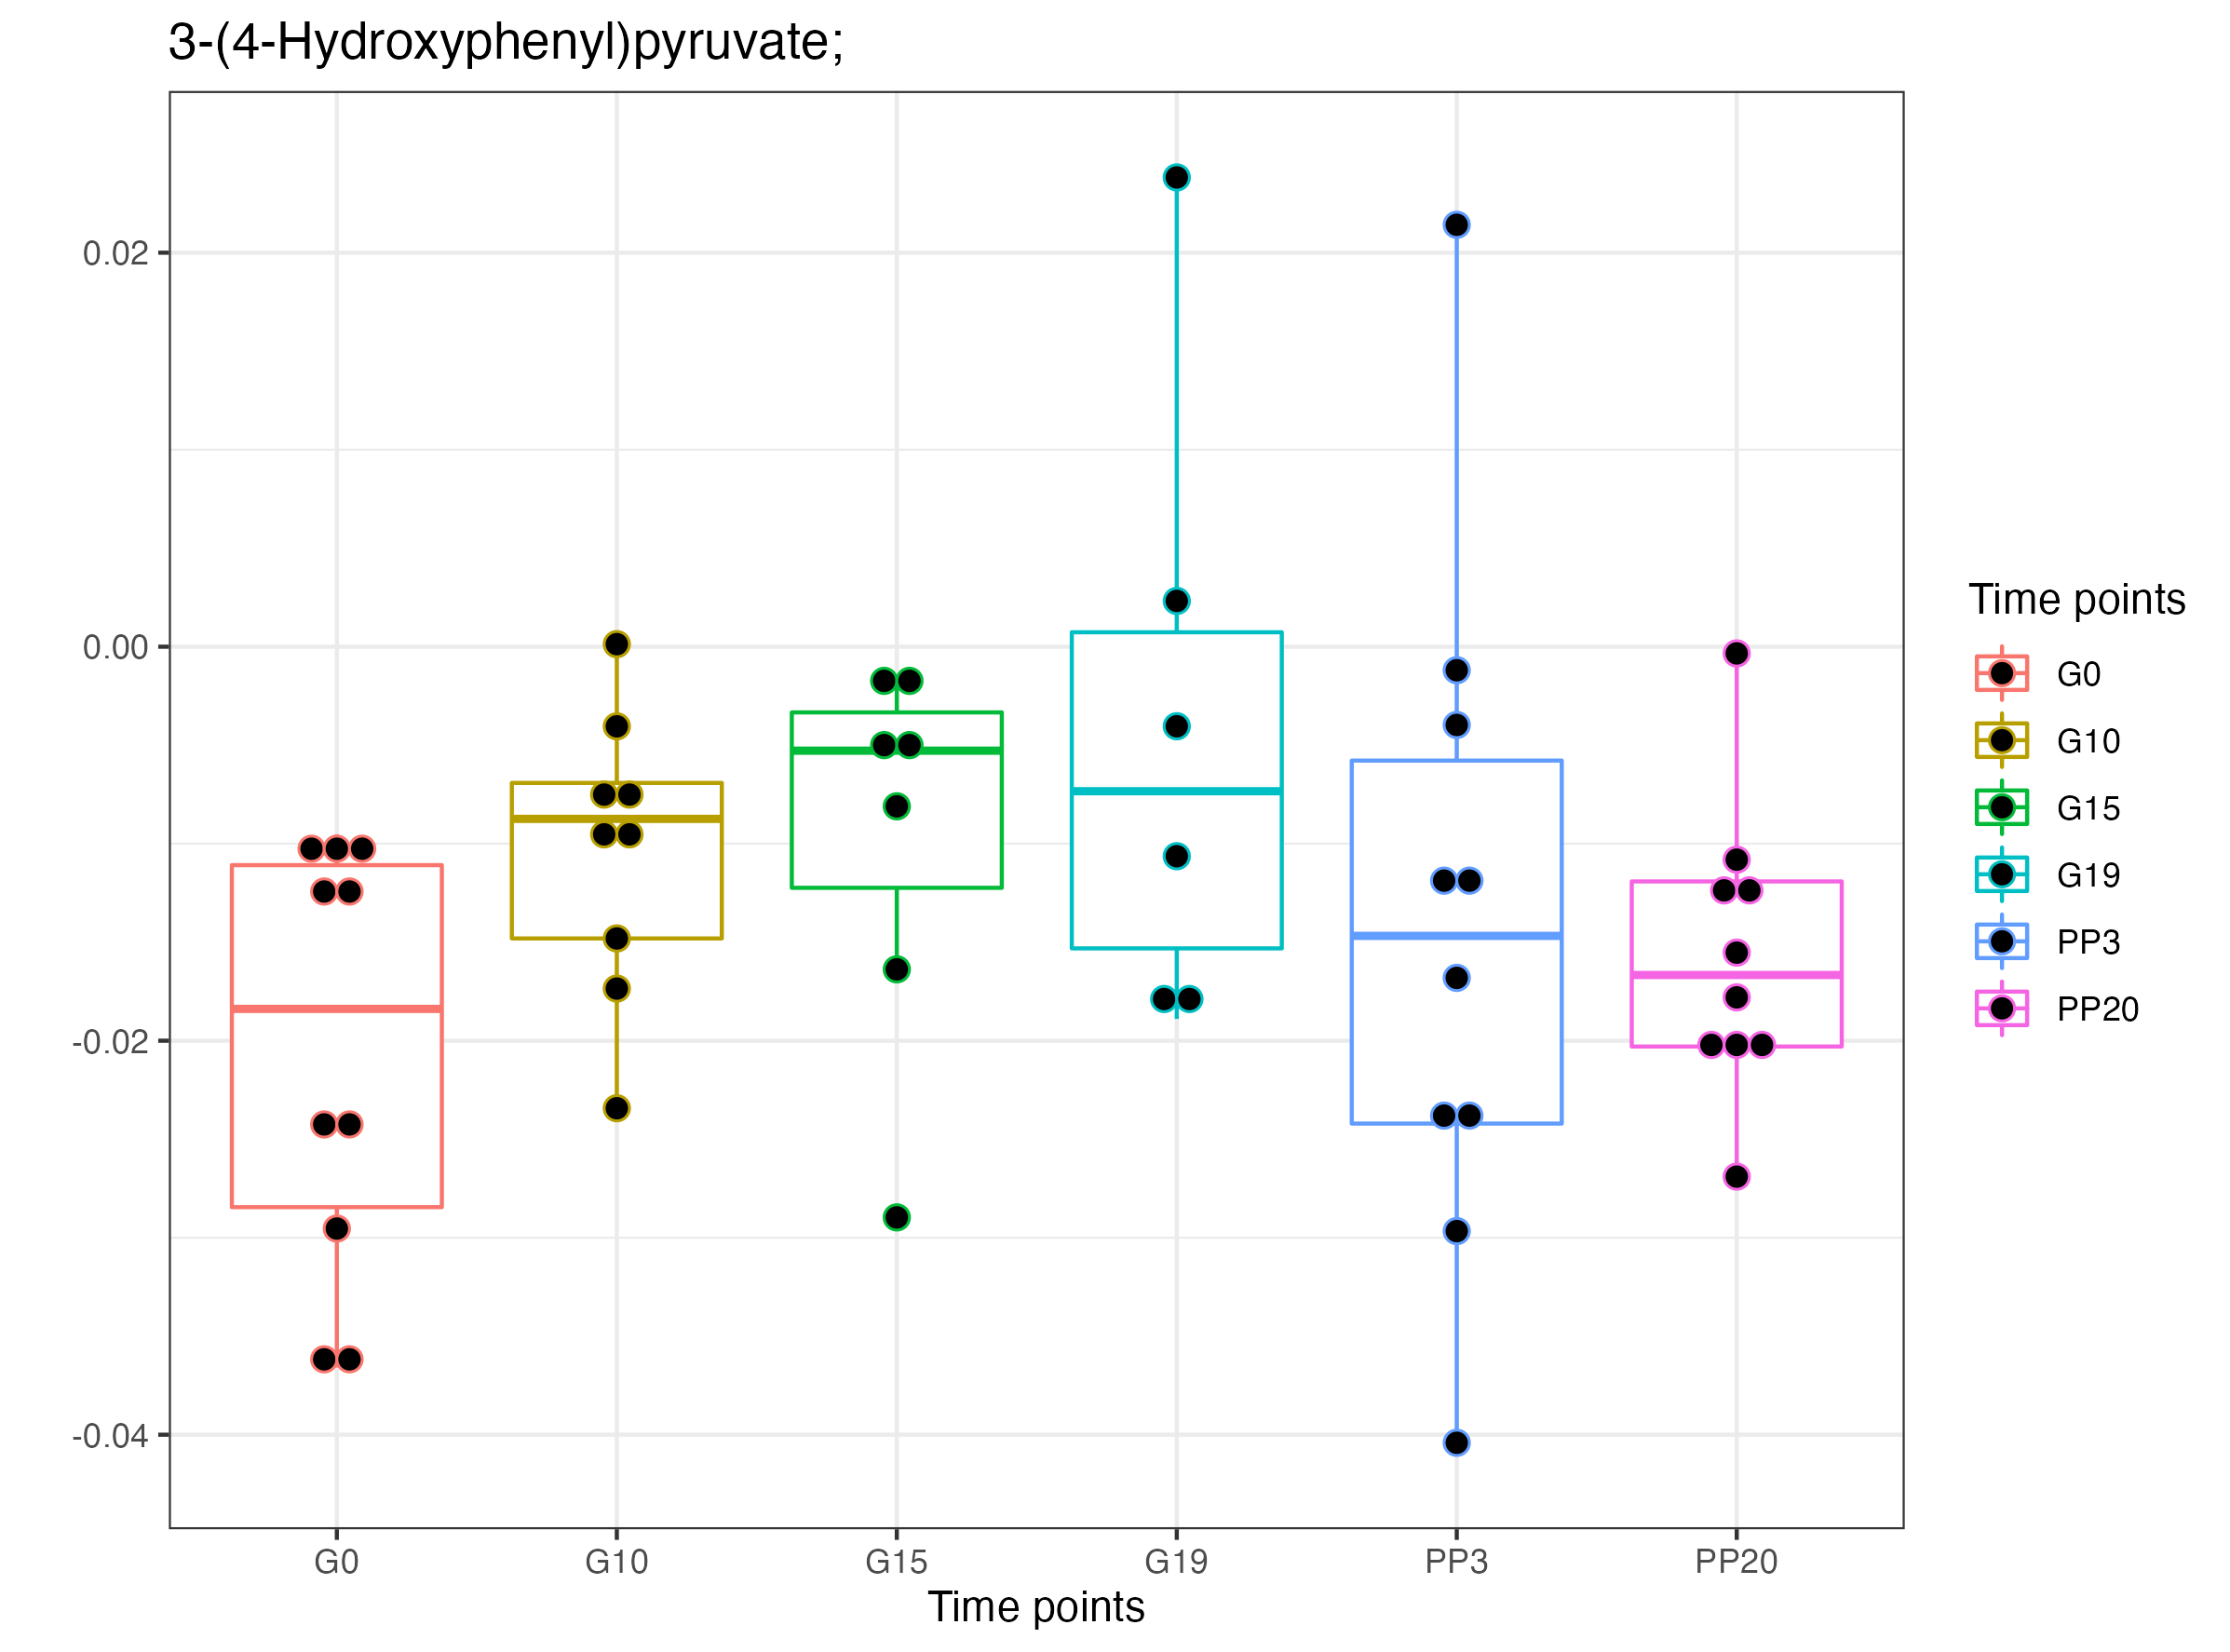 3-(4-Hydroxyphenyl)pyruvate;
0.02
0.00
-0.02
-0.04
G0 G10 G15 G19 PP3 PP20
Time points
Time points
G0
G10
G15
G19
PP3
PP20